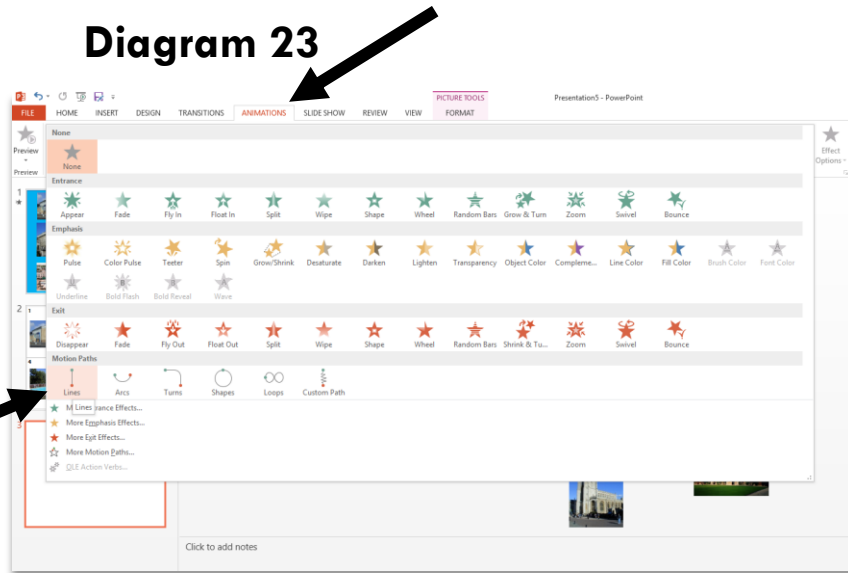 Diagram 23
PICTURE TOOLS
Presentation5 - PowerPoint
FILE HOME INSERT DESIGN TRANSITIONS ANIMATIONS SLIDE SHOW REVIEW VIEW FORMAT
Preview
Preview
Effect
Options
None
None
Entrance
Appear Fade Fly In Float In Split Wipe Shape Wheel Random Bars Grow & Turn Zoom Swivel Bounce
Emphasis
Pulse Color Pulse Teeter Spin Grow/Shrink Desaturate Darken Lighten Transparency Object Color Compleme... Line Color Fill Color Brush Color Font Color
Underline Bold Flash Bold Reveal Wave
Exit
Disappear Fade Fly Out Float Out Split Wipe Shape Wheel Random Bars Shrink & Tu... Zoom Swivel Bounce
Motion Paths
Lines Arcs Turns Shapes Loops Custom Path
Lines
M rance Effects...
More Emphasis Effects...
More Exit Effects...
More Motion Paths...
OLE Action Verbs...
1
2
3
Click to add notes